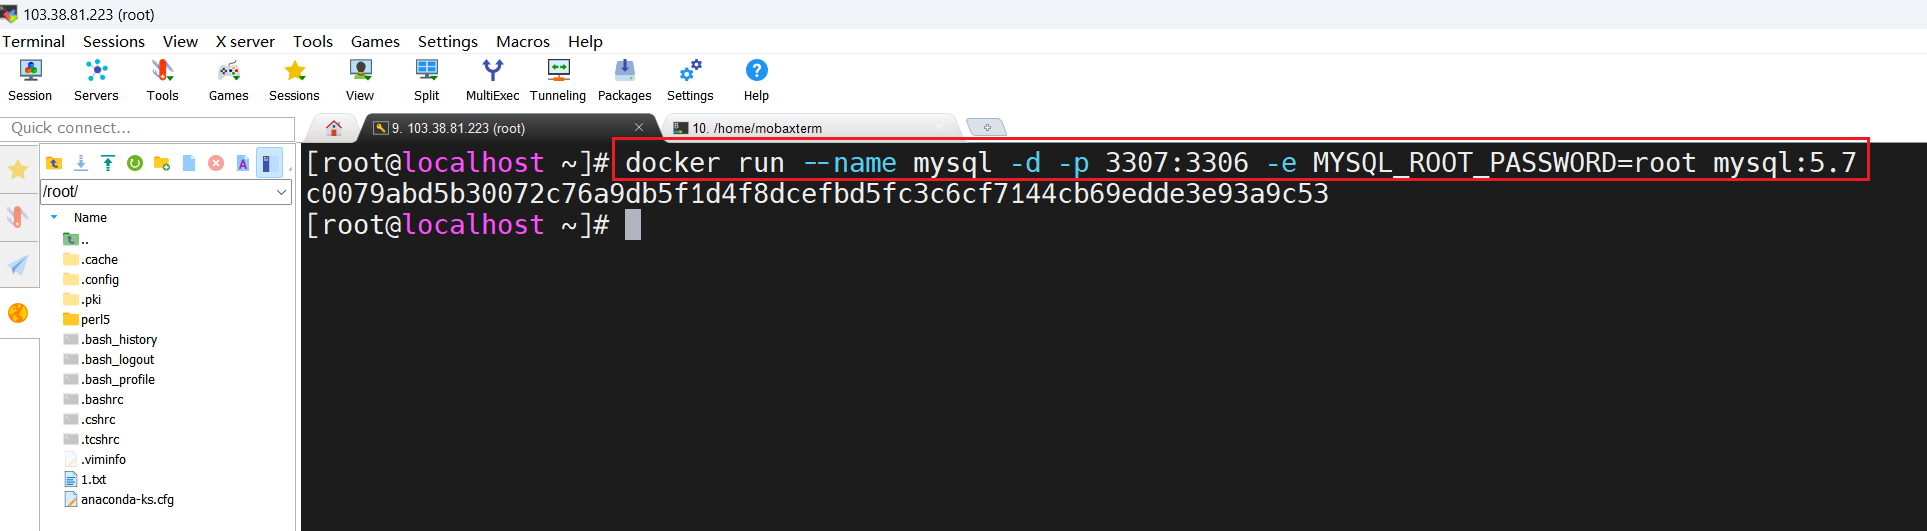 103.38.81.223 (root)
Terminal Sessions View X server Tools Games Settings Macros Help
Session Servers Tools Games Sessions View Split MultiExec Tunneling Packages Settings Help
Quick connect...
9. 103.38.81.223 (root)
10. /home/mobaxterm
/root/
Name
..
.cache
.config
.pki
perl5
.bash_history
.bash_logout
.bash_profile
.bashrc
.cshrc
.tcshrc
.viminfo
1.txt
anaconda-ks.cfg
[root@localhost ~]# docker run --name mysql -d -p 3307:3306 -e MYSQL_ROOT_PASSWORD=root mysql:5.7
c0079abd5b30072c76a9db5f1d4f8dcefbd5fc3c6cf7144cb69edde3e93a9c53
[root@localhost ~]#